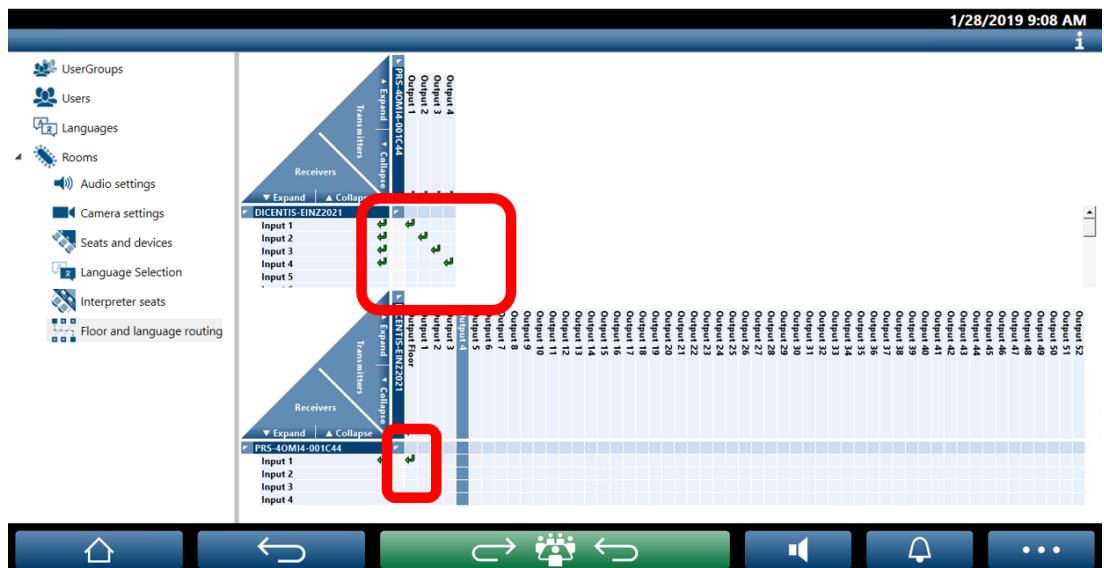 1/28/2019 9:08 AM
i
UserGroups
Users
Languages
Rooms
Audio settings
Camera settings
Seats and devices
Language Selection
Interpreter seats
Floor and language routing
Transmitters
Receivers
▲ Expand
▼ Collapse
▼ Expand
▲ Collapse
PRS-4OMI4-001C44
Output 1
Output 2
Output 3
Output 4
DICENTIS-EINZ2021
Input 1
Input 2
Input 3
Input 4
Input 5
Transmitters
Receivers
▲ Expand
▼ Collapse
▼ Expand
▲ Collapse
Output Floor
Output 1
Output 2
Output 3
Output 4
Output 5
Output 6
Output 7
Output 8
Output 9
Output 10
Output 11
Output 12
Output 13
Output 14
Output 15
Output 16
Output 17
Output 18
Output 19
Output 20
Output 21
Output 22
Output 23
Output 24
Output 25
Output 26
Output 27
Output 28
Output 29
Output 30
Output 31
Output 32
Output 33
Output 34
Output 35
Output 36
Output 37
Output 38
Output 39
Output 40
Output 41
Output 42
Output 43
Output 44
Output 45
Output 46
Output 47
Output 48
Output 49
Output 50
Output 51
Output 52
PRS-4OMI4-001C44
Input 1
Input 2
Input 3
Input 4